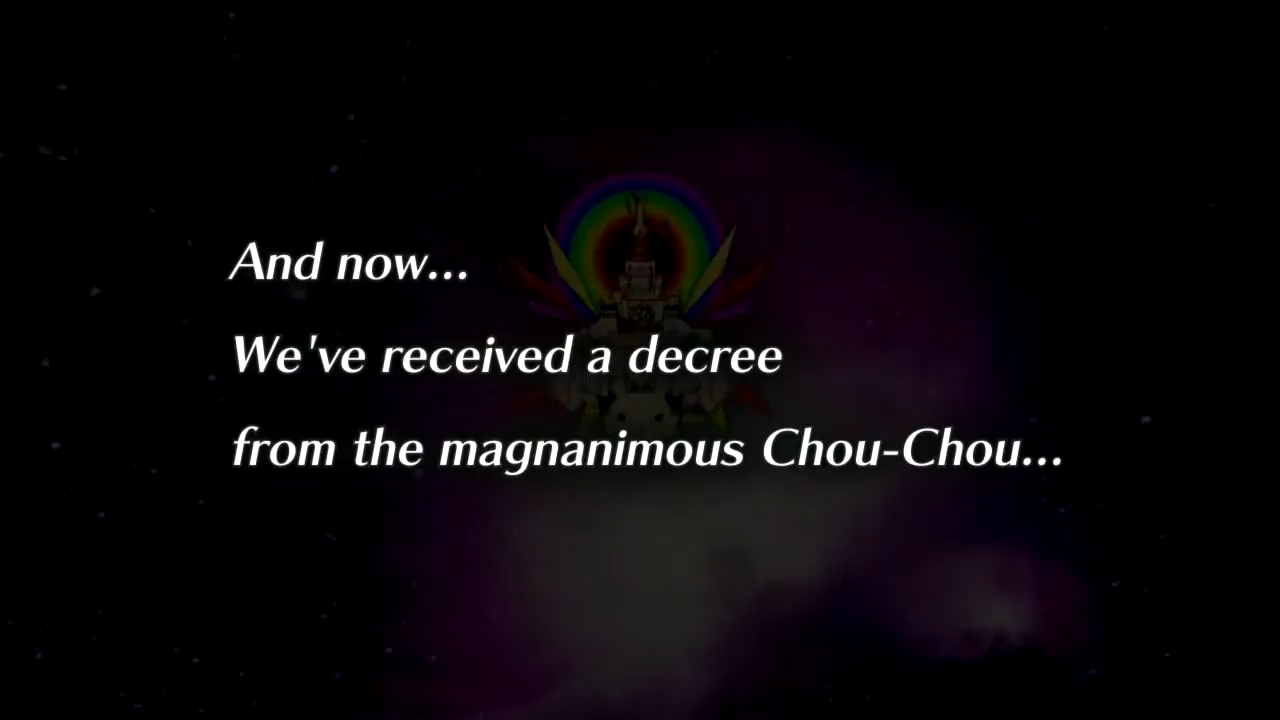 And now...
We've received a decree
from the magnanimous Chou-Chou...